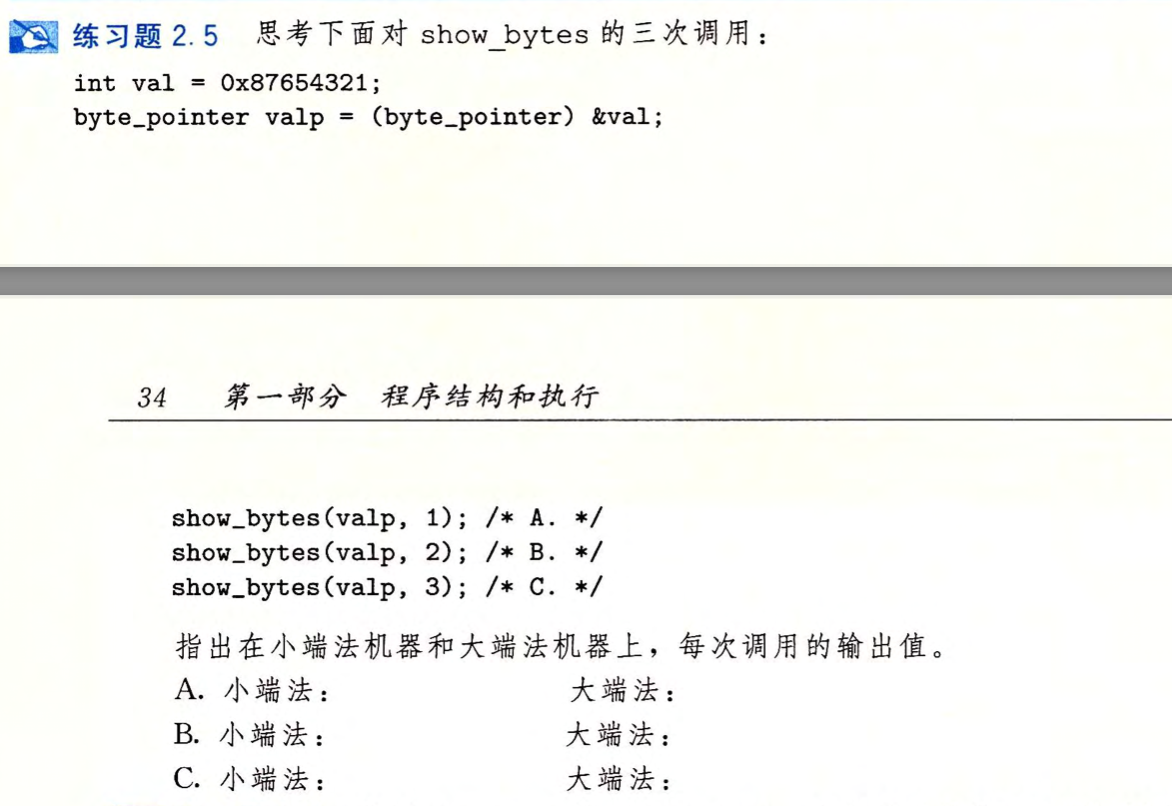 练习题 2.5 思考下面对 show_bytes 的三次调用：
int val = 0x87654321;
byte_pointer valp = (byte_pointer) &val;
34 第一部分 程序结构和执行
show_bytes(valp, 1); /* A. */
show_bytes(valp, 2); /* B. */
show_bytes(valp, 3); /* C. */
指出在小端法机器和大端法机器上，每次调用的输出值。
A. 小端法： 大端法：
B. 小端法： 大端法：
C. 小端法： 大端法：